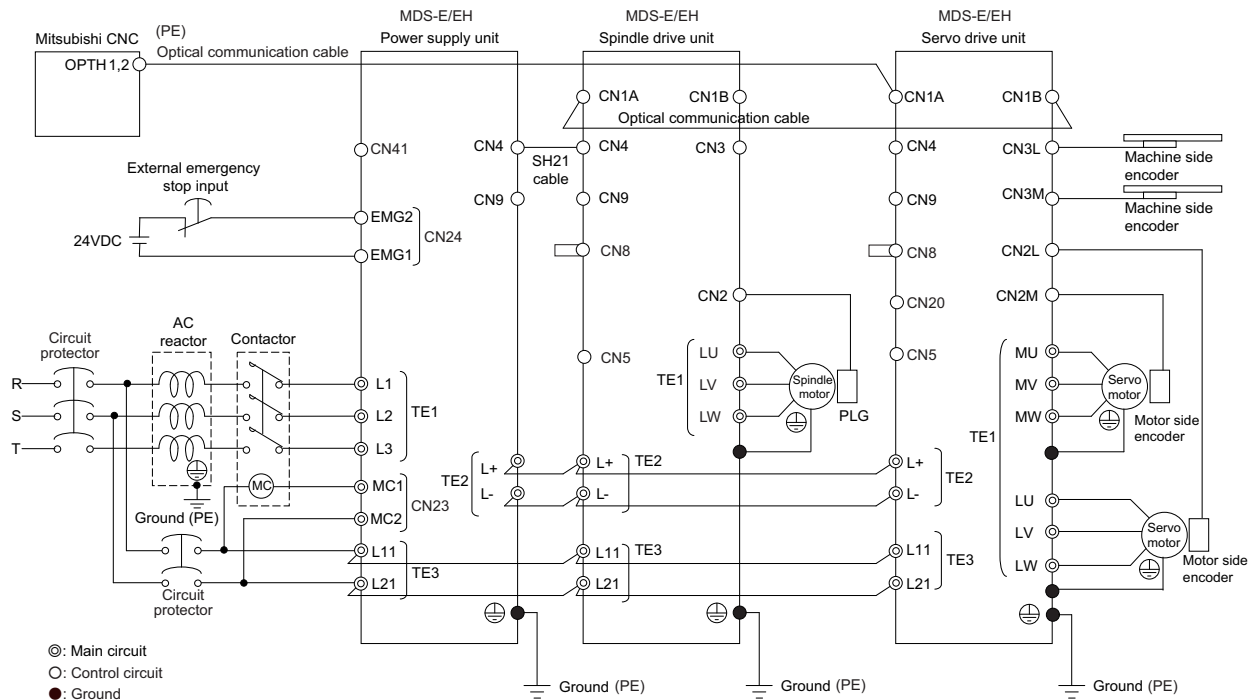 MDS-E/EH
Power supply unit
MDS-E/EH
Spindle drive unit
MDS-E/EH
Servo drive unit
Mitsubishi CNC
(PE)
Optical communication cable
OPTH 1,2
CN1A
CN1B
CN1A
CN1B
Optical communication cable
CN41
CN4
SH21
cable
CN4
CN3
CN4
CN3L
Machine side
encoder
External emergency
stop input
CN9
CN9
CN9
CN3M
Machine side
encoder
24VDC
EMG2
EMG1
CN24
CN8
CN8
CN2L
CN2
CN20
CN2M
Circuit
protector
AC
reactor
Contactor
CN5
CN5
R
S
T
L1
L2
L3
TE1
TE1
LU
LV
LW
Spindle
motor
PLG
TE1
MU
MV
MW
Servo
motor
Motor side
encoder
MC
MC1
MC2
CN23
TE2
L+
L-
L+
L-
TE2
L+
L-
TE2
LU
LV
LW
Servo
motor
Motor side
encoder
Ground (PE)
L11
L21
TE3
L11
L21
TE3
L11
L21
TE3
Circuit
protector
Ground (PE)
Ground (PE)
Ground (PE)
◎: Main circuit
○: Control circuit
●: Ground